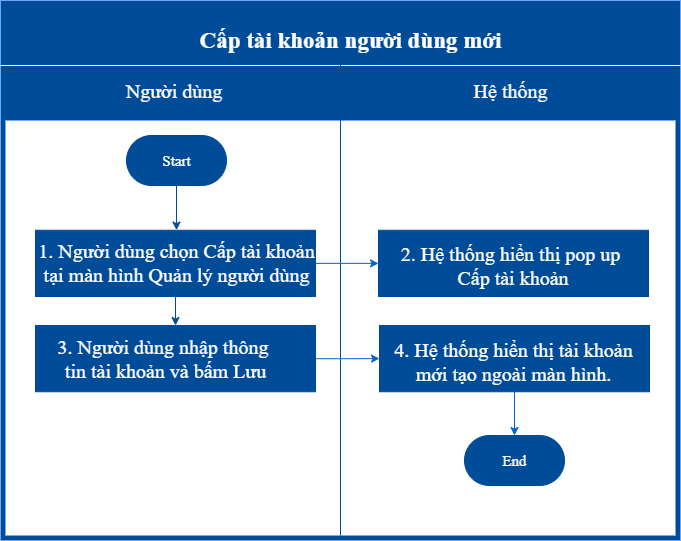 Cấp tài khoản người dùng mới
Người dùng
Hệ thống
Start
1. Người dùng chọn Cấp tài khoản
tại màn hình Quản lý người dùng
2. Hệ thống hiển thị pop up
Cấp tài khoản
3. Người dùng nhập thông
tin tài khoản và bấm Lưu
4. Hệ thống hiển thị tài khoản
mới tạo ngoài màn hình.
End